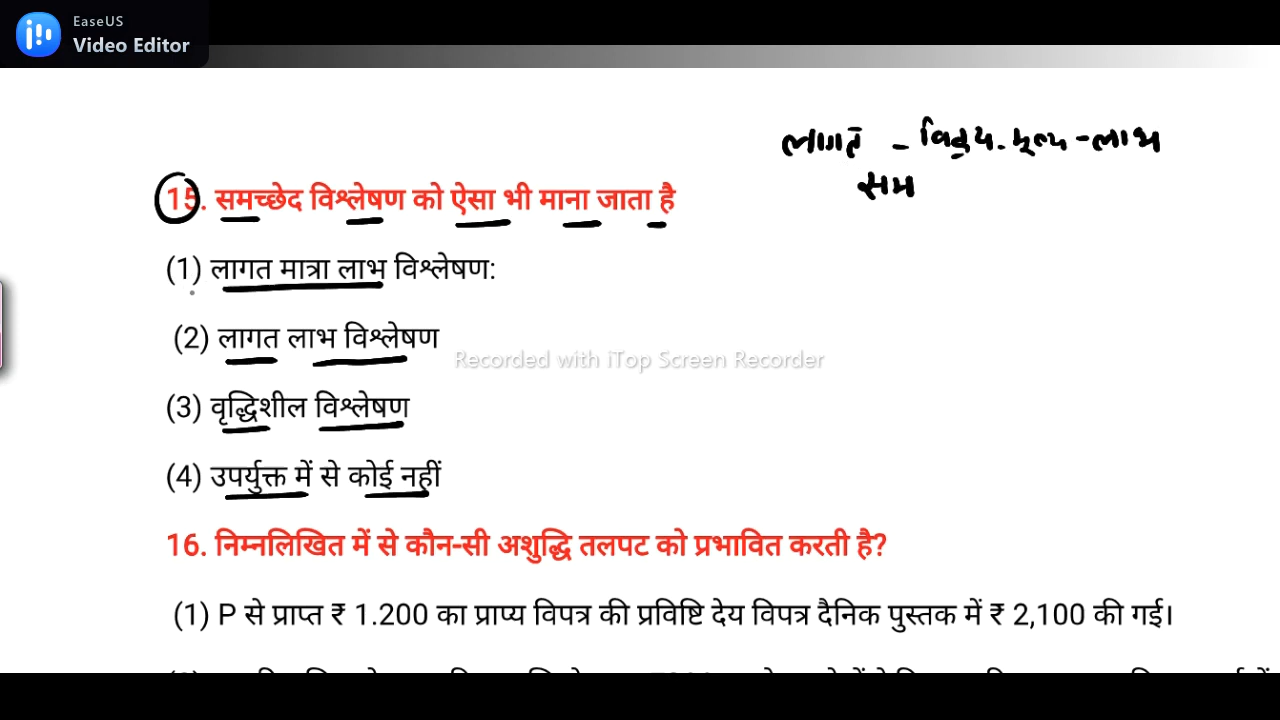 EaseUS
Video Editor
लागत - विक्रय. मूल्य - लाभ
सम
15. समच्छेद विश्लेषण को ऐसा भी माना जाता है
(1) लागत मात्रा लाभ विश्लेषण:
(2) लागत लाभ विश्लेषण
Recorded with iTop Screen Recorder
(3) वृद्धिशील विश्लेषण
(4) उपर्युक्त में से कोई नहीं
16. निम्नलिखित में से कौन-सी अशुद्धि तलपट को प्रभावित करती है?
(1) P से प्राप्त ₹ 1.200 का प्राप्य विपत्र की प्रविष्टि देय विपत्र दैनिक पुस्तक में ₹ 2,100 की गई।